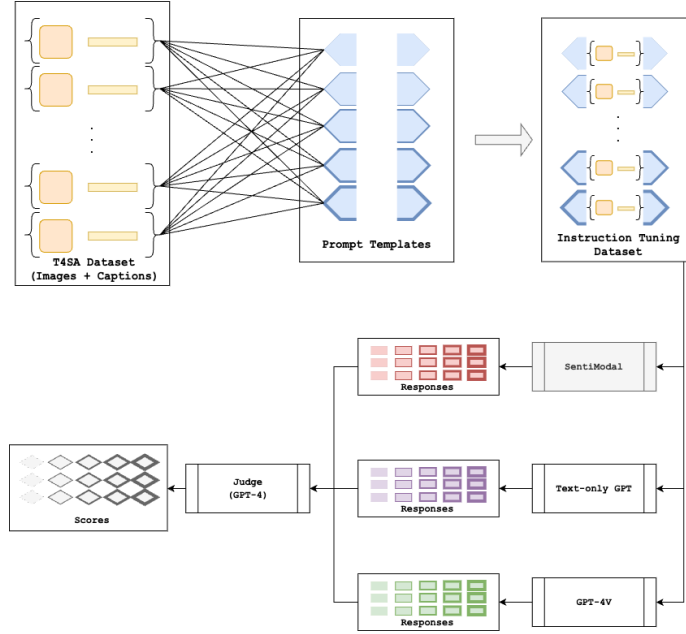 T4SA Dataset
(Images + Captions)
Prompt Templates
Instruction Tuning
Dataset
Responses
SentiModal
Judge
(GPT-4)
Scores
Responses
Text-only GPT
Responses
GPT-4V